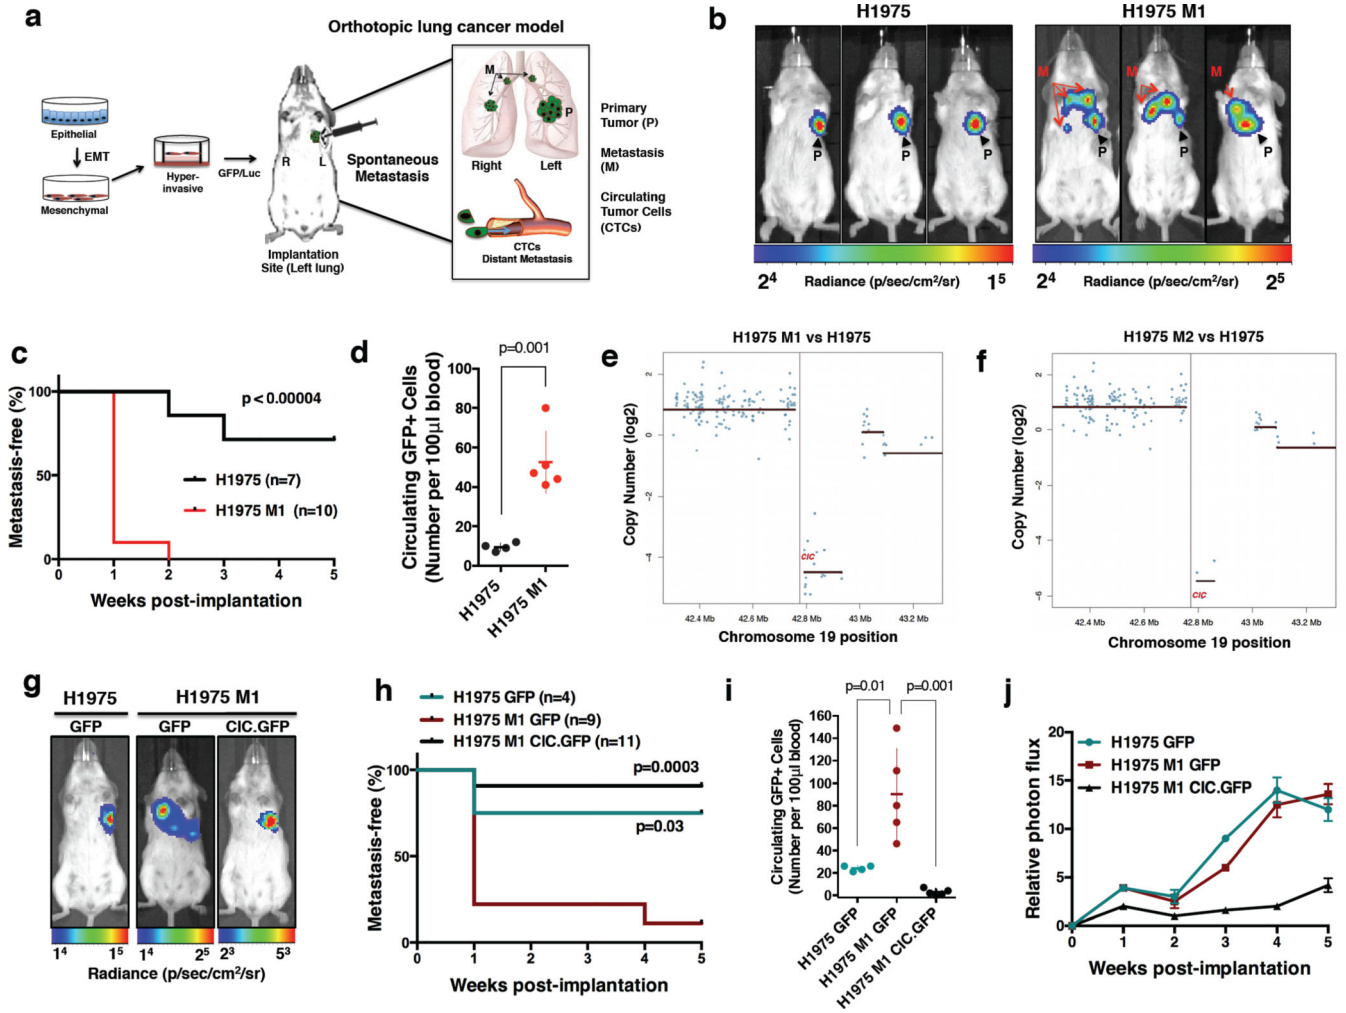 a
Orthotopic lung cancer model
Epithelial
EMT
Mesenchymal
Hyper-
invasive
GFP/Luc
R
L
Spontaneous
Metastasis
Implantation
Site (Left lung)
M
P
Right
Left
CTCs
Distant Metastasis
Primary
Tumor (P)
Metastasis
(M)
Circulating
Tumor Cells
(CTCs)
b
H1975
H1975 M1
P
P
P
M
M
M
P
P
P
2⁴ Radiance (p/sec/cm²/sr) 1⁵
2⁴ Radiance (p/sec/cm²/sr) 2⁵
c
Metastasis-free (%)
100
50
0
p < 0.00004
H1975 (n=7)
H1975 M1 (n=10)
0 1 2 3 4 5
Weeks post-implantation
d
p=0.001
Circulating GFP+ Cells
(Number per 100μl blood)
100
80
60
40
20
0
H1975
H1975 M1
e
H1975 M1 vs H1975
Copy Number (log2)
2
0
−2
−4
CIC
42.4 Mb 42.6 Mb 42.8 Mb 43 Mb 43.2 Mb
Chromosome 19 position
f
H1975 M2 vs H1975
Copy Number (log2)
2
0
−2
−4
−6
CIC
42.4 Mb 42.6 Mb 42.8 Mb 43 Mb 43.2 Mb
Chromosome 19 position
g
H1975
H1975 M1
GFP
GFP
CIC.GFP
1⁴ 1⁵
1⁴ 2⁵
2³ 5³
Radiance (p/sec/cm²/sr)
h
H1975 GFP (n=4)
H1975 M1 GFP (n=9)
H1975 M1 CIC.GFP (n=11)
Metastasis-free (%)
100
50
0
p=0.0003
p=0.03
0 1 2 3 4 5
Weeks post-implantation
i
p=0.01
p=0.001
Circulating GFP+ Cells
(Number per 100μl blood)
160
140
120
100
80
60
40
20
0
H1975 GFP
H1975 M1 GFP
H1975 M1 CIC.GFP
j
Relative photon flux
20
15
10
5
0
H1975 GFP
H1975 M1 GFP
H1975 M1 CIC.GFP
0 1 2 3 4 5
Weeks post-implantation